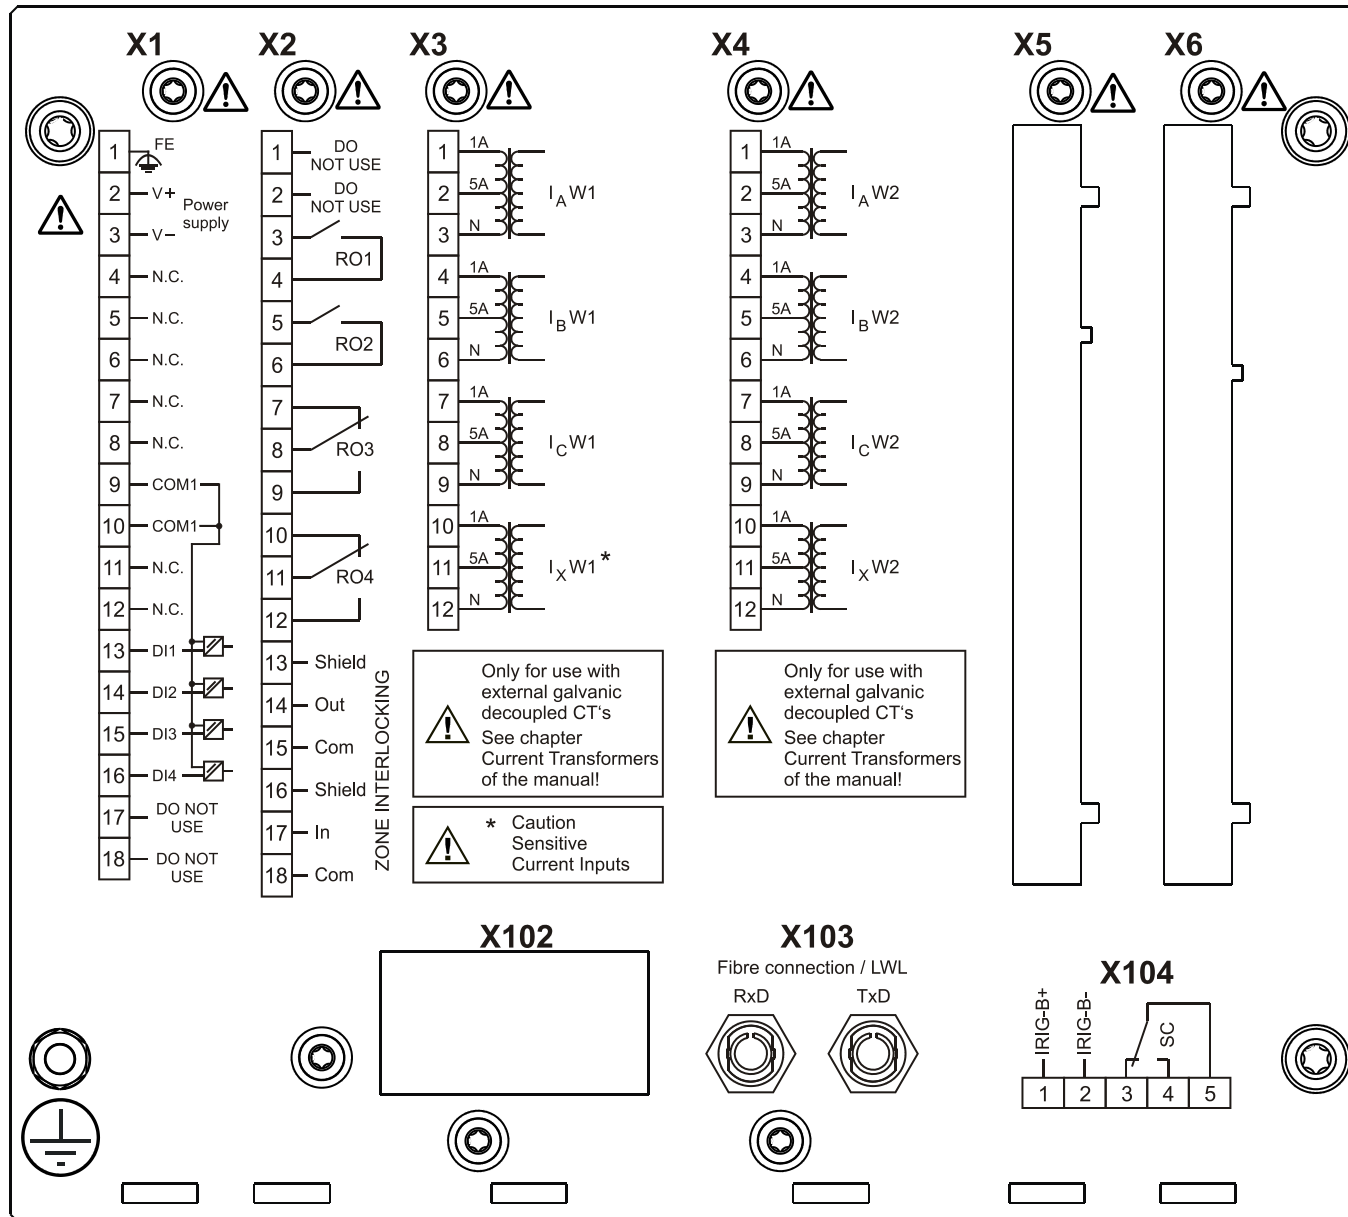 X1
X2
X3
X4
X5
X6
1 FE
2 V+
3 V–
Power
supply
4 N.C.
5 N.C.
6 N.C.
7 N.C.
8 N.C.
9 COM1
10 COM1
11 N.C.
12 N.C.
13 DI1
14 DI2
15 DI3
16 DI4
17 DO NOT
USE
18 DO NOT
USE
1 DO
NOT USE
2 DO
NOT USE
3
RO1
4
5
RO2
6
7
8 RO3
9
10
11 RO4
12
13 Shield
14 Out
15 Com
16 Shield
17 In
18 Com
ZONE INTERLOCKING
1 1A
2 5A IAW1
3 N
4 1A
5 5A IBW1
6 N
7 1A
8 5A ICW1
9 N
10 1A
11 5A IXW1*
12 N
Only for use with
external galvanic
decoupled CT‘s
See chapter
Current Transformers
of the manual!
* Caution
Sensitive
Current Inputs
1 1A
2 5A IAW2
3 N
4 1A
5 5A IBW2
6 N
7 1A
8 5A ICW2
9 N
10 1A
11 5A IXW2
12 N
Only for use with
external galvanic
decoupled CT‘s
See chapter
Current Transformers
of the manual!
X102
X103
Fibre connection / LWL
RxD TxD
X104
IRIG-B+
IRIG-B-
SC
1 2 3 4 5